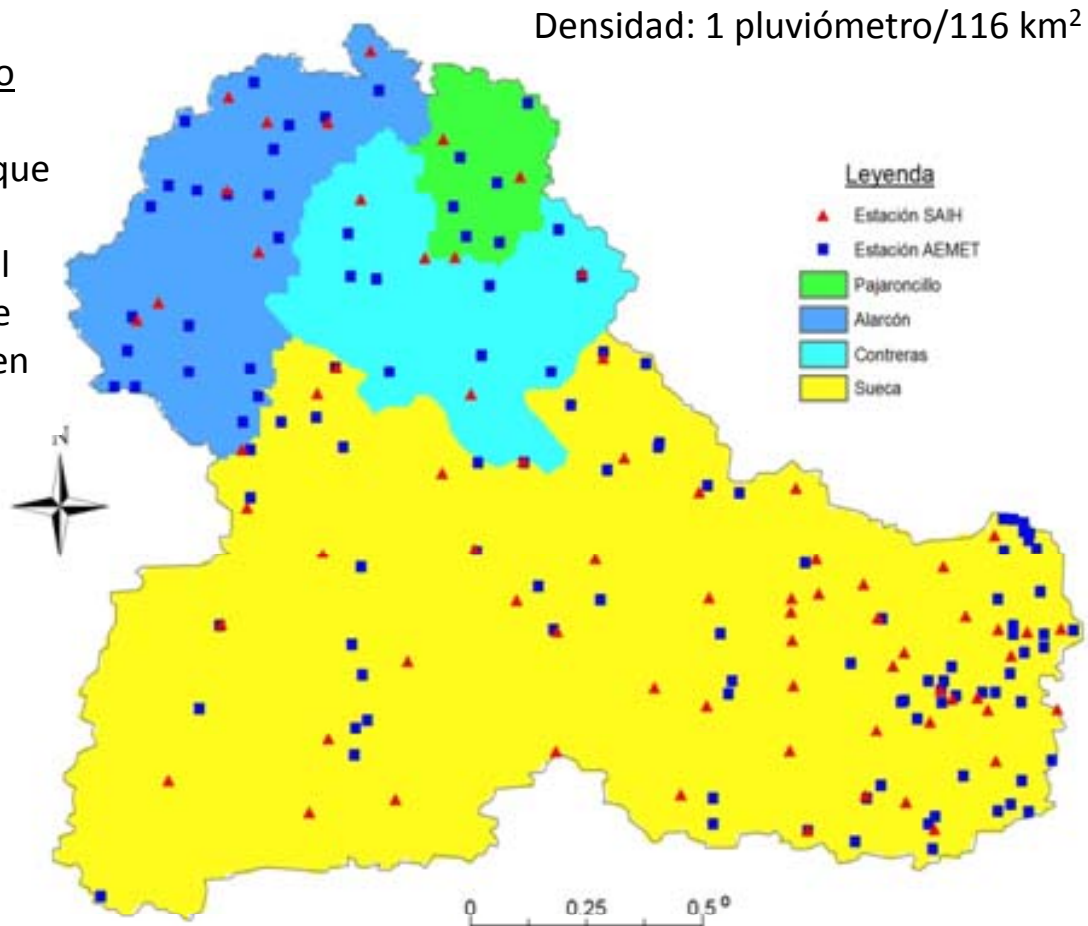 Densidad: 1 pluviómetro/116 km²
o
que
l
e
en
Leyenda
Estación SAIH
Estación AEMET
Pajaroncillo
Alarcón
Contreras
Sueca
N
0 0.25 0.5 º